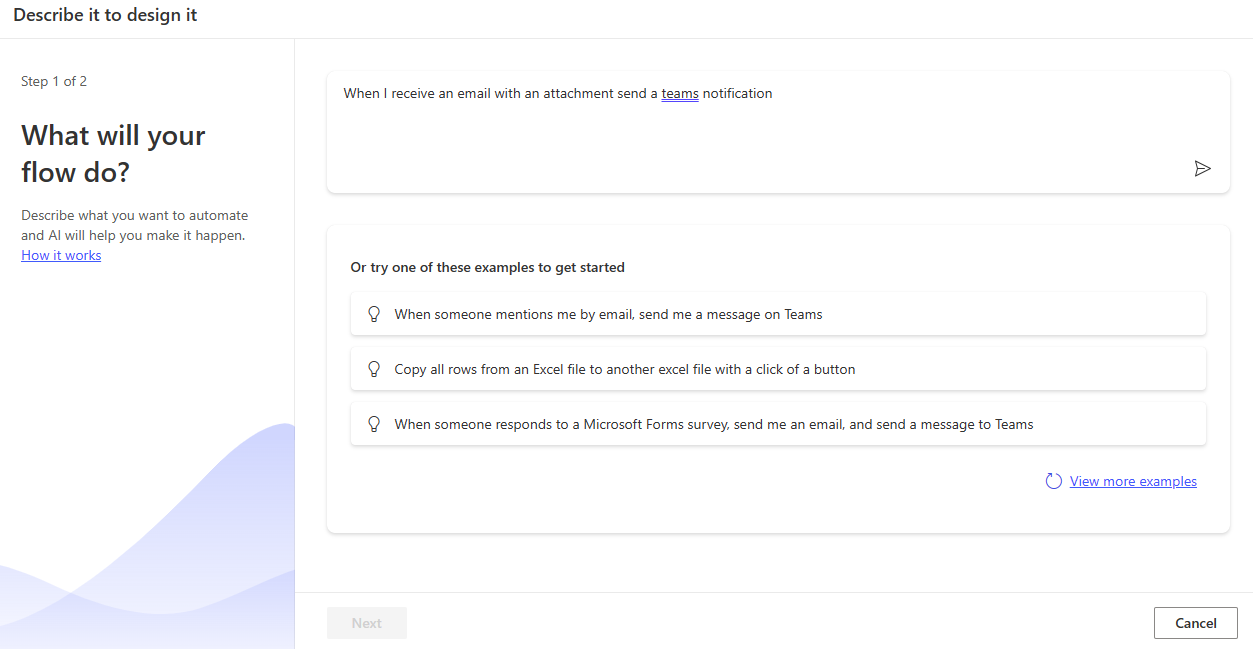 Describe it to design it
Step 1 of 2
What will your
flow do?
Describe what you want to automate
and AI will help you make it happen.
How it works
When I receive an email with an attachment send a teams notification
Or try one of these examples to get started
When someone mentions me by email, send me a message on Teams
Copy all rows from an Excel file to another excel file with a click of a button
When someone responds to a Microsoft Forms survey, send me an email, and send a message to Teams
View more examples
Next
Cancel